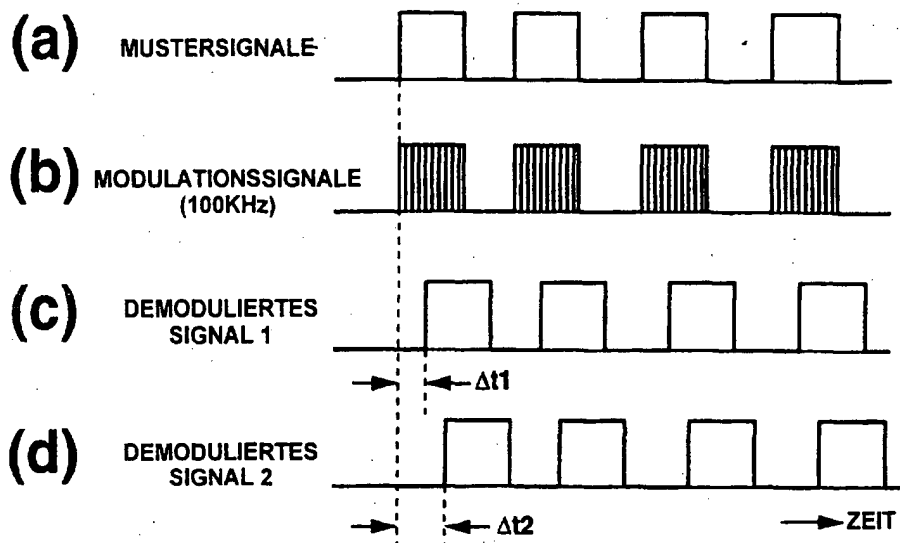 (a) MUSTERSIGNALE
(b) MODULATIONSSIGNALE
(100KHz)
(c) DEMODULIERTES
SIGNAL 1
Δt1
(d) DEMODULIERTES
SIGNAL 2
Δt2
ZEIT